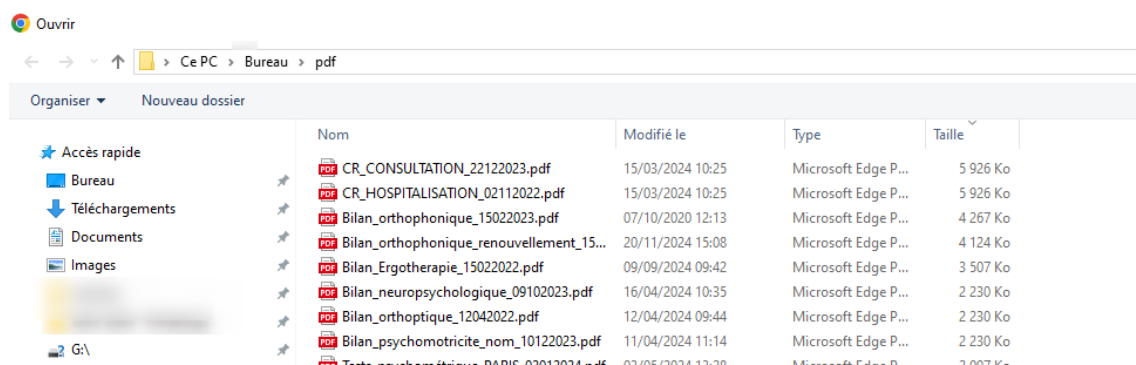 Ouvrir
Ce PC > Bureau > pdf
Organiser Nouveau dossier
Nom Modifié le Type Taille
Accès rapide
Bureau
Téléchargements
Documents
Images
G:\
CR_CONSULTATION_22122023.pdf 15/03/2024 10:25 Microsoft Edge P... 5 926 Ko
CR_HOSPITALISATION_02112022.pdf 15/03/2024 10:25 Microsoft Edge P... 5 926 Ko
Bilan_orthophonique_15022023.pdf 07/10/2020 12:13 Microsoft Edge P... 4 267 Ko
Bilan_orthophonique_renouvellement_15... 20/11/2024 15:08 Microsoft Edge P... 4 124 Ko
Bilan_Ergotherapie_15022022.pdf 09/09/2024 09:42 Microsoft Edge P... 3 507 Ko
Bilan_neuropsychologique_09102023.pdf 16/04/2024 10:35 Microsoft Edge P... 2 230 Ko
Bilan_orthoptique_12042022.pdf 12/04/2024 09:44 Microsoft Edge P... 2 230 Ko
Bilan_psychomotricite_nom_10122023.pdf 11/04/2024 11:14 Microsoft Edge P... 2 230 Ko